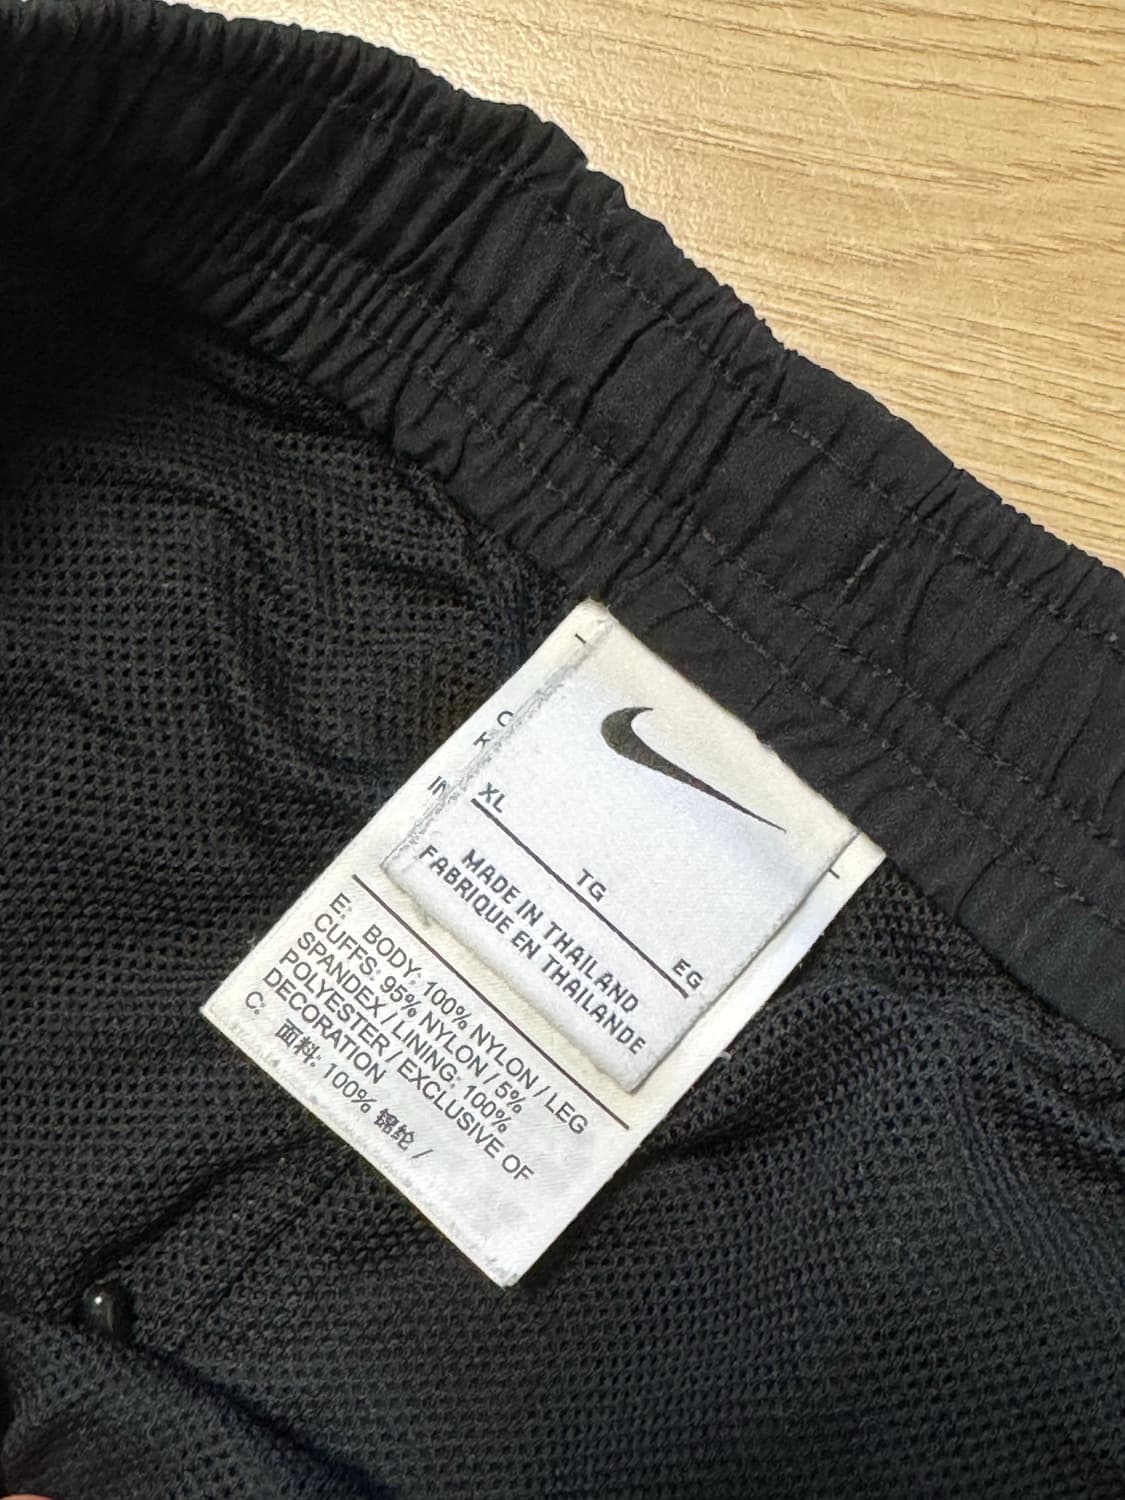 XL TG EG
MADE IN THAILAND
FABRIQUE EN THAILANDE
E: BODY: 100% NYLON / LEG
CUFFS: 95% NYLON / 5%
SPANDEX / LINING: 100%
POLYESTER / EXCLUSIVE OF
DECORATION
C: 面料: 100% 锦纶 /